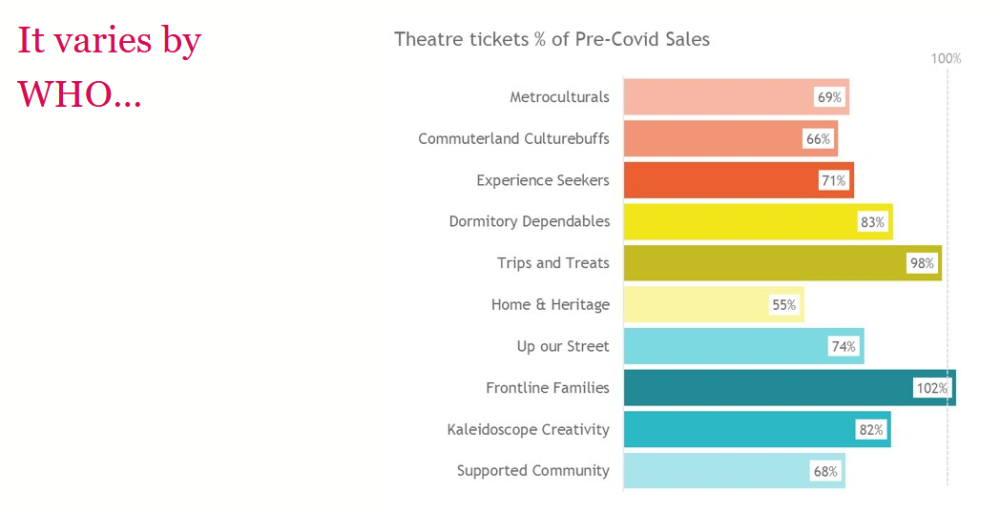 It varies by
WHO...
Theatre tickets % of Pre-Covid Sales
100%
Metroculturals 69%
Commuterland Culturebuffs 66%
Experience Seekers 71%
Dormitory Dependables 83%
Trips and Treats 98%
Home & Heritage 55%
Up our Street 74%
Frontline Families 102%
Kaleidoscope Creativity 82%
Supported Community 68%